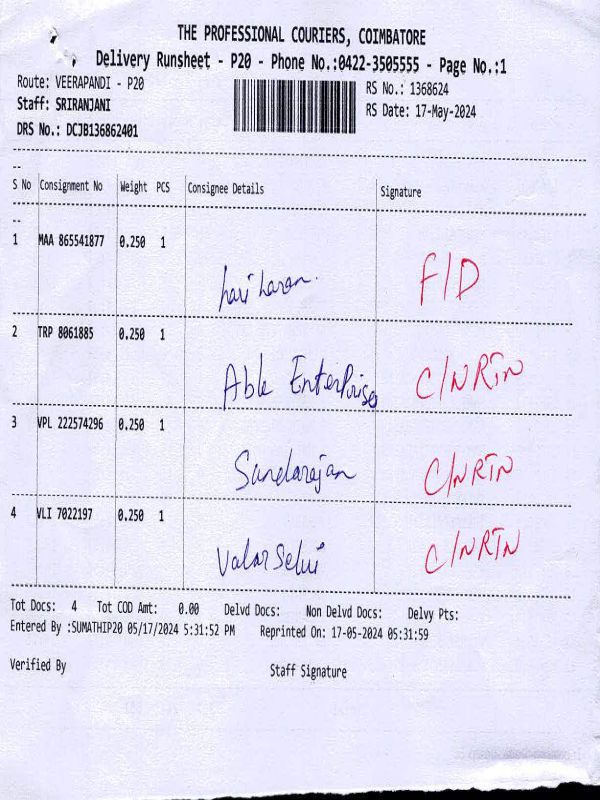 THE PROFESSIONAL COURIERS, COIMBATORE
Delivery Runsheet - P20 - Phone No.:0422-3505555 - Page No.:1
Route: VEERAPANDI - P20 RS No.: 1368624
Staff: SRIRANJANI RS Date: 17-May-2024
DRS No.: DCJB136862401
--
S No Consignment No Weight PCS Consignee Details Signature
--
1 MAA 865541877 0.250 1
hariharan. F/D
2 TRP 8061885 0.250 1
Able Enterprises C/NRTN
3 VPL 222574296 0.250 1
Sundarajan C/NRTN
4 VLI 7022197 0.250 1
Valarselvi C/NRTN
Tot Docs: 4 Tot COD Amt: 0.00 Delvd Docs: Non Delvd Docs: Delvy Pts:
Entered By :SUMATHIP20 05/17/2024 5:31:52 PM Reprinted On: 17-05-2024 05:31:59
Verified By Staff Signature